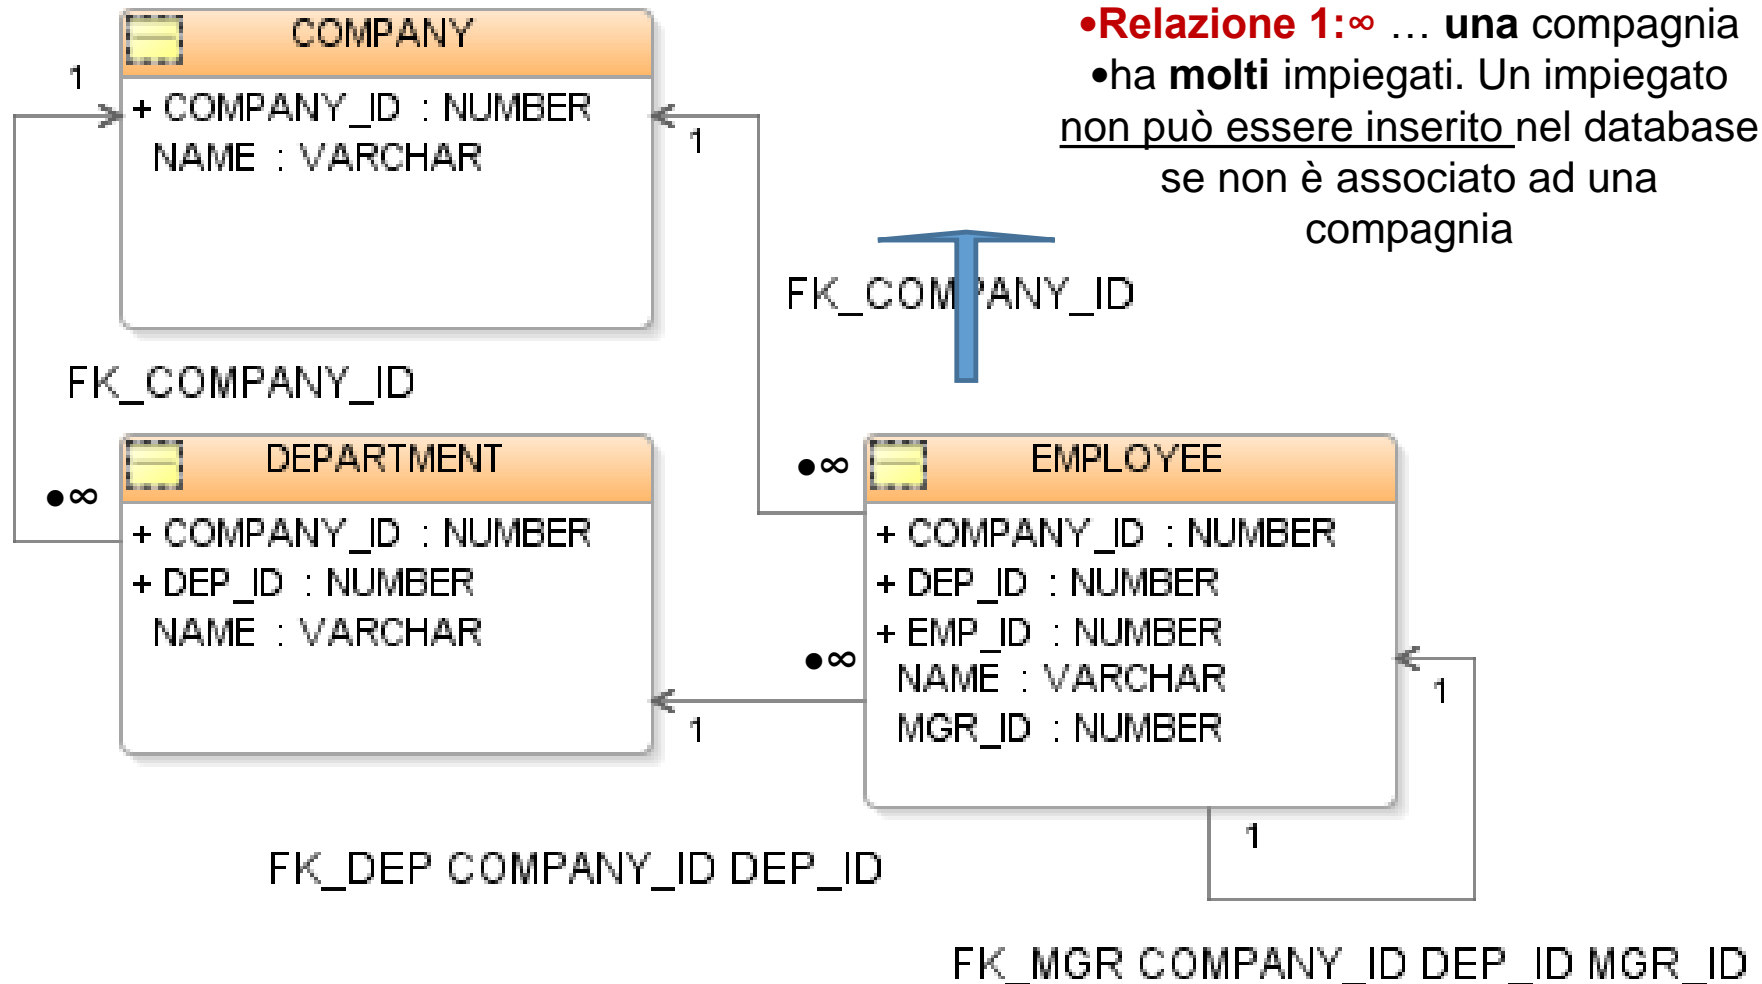 COMPANY
1
+ COMPANY_ID : NUMBER
NAME : VARCHAR
1
•Relazione 1:∞ … una compagnia
•ha molti impiegati. Un impiegato
non può essere inserito nel database
se non è associato ad una
compagnia
FK_COMPANY_ID
FK_COMPANY_ID
DEPARTMENT
•∞
+ COMPANY_ID : NUMBER
+ DEP_ID : NUMBER
NAME : VARCHAR
•∞
EMPLOYEE
+ COMPANY_ID : NUMBER
+ DEP_ID : NUMBER
+ EMP_ID : NUMBER
NAME : VARCHAR
MGR_ID : NUMBER
•∞
1
1
1
FK_DEP COMPANY_ID DEP_ID
FK_MGR COMPANY_ID DEP_ID MGR_ID